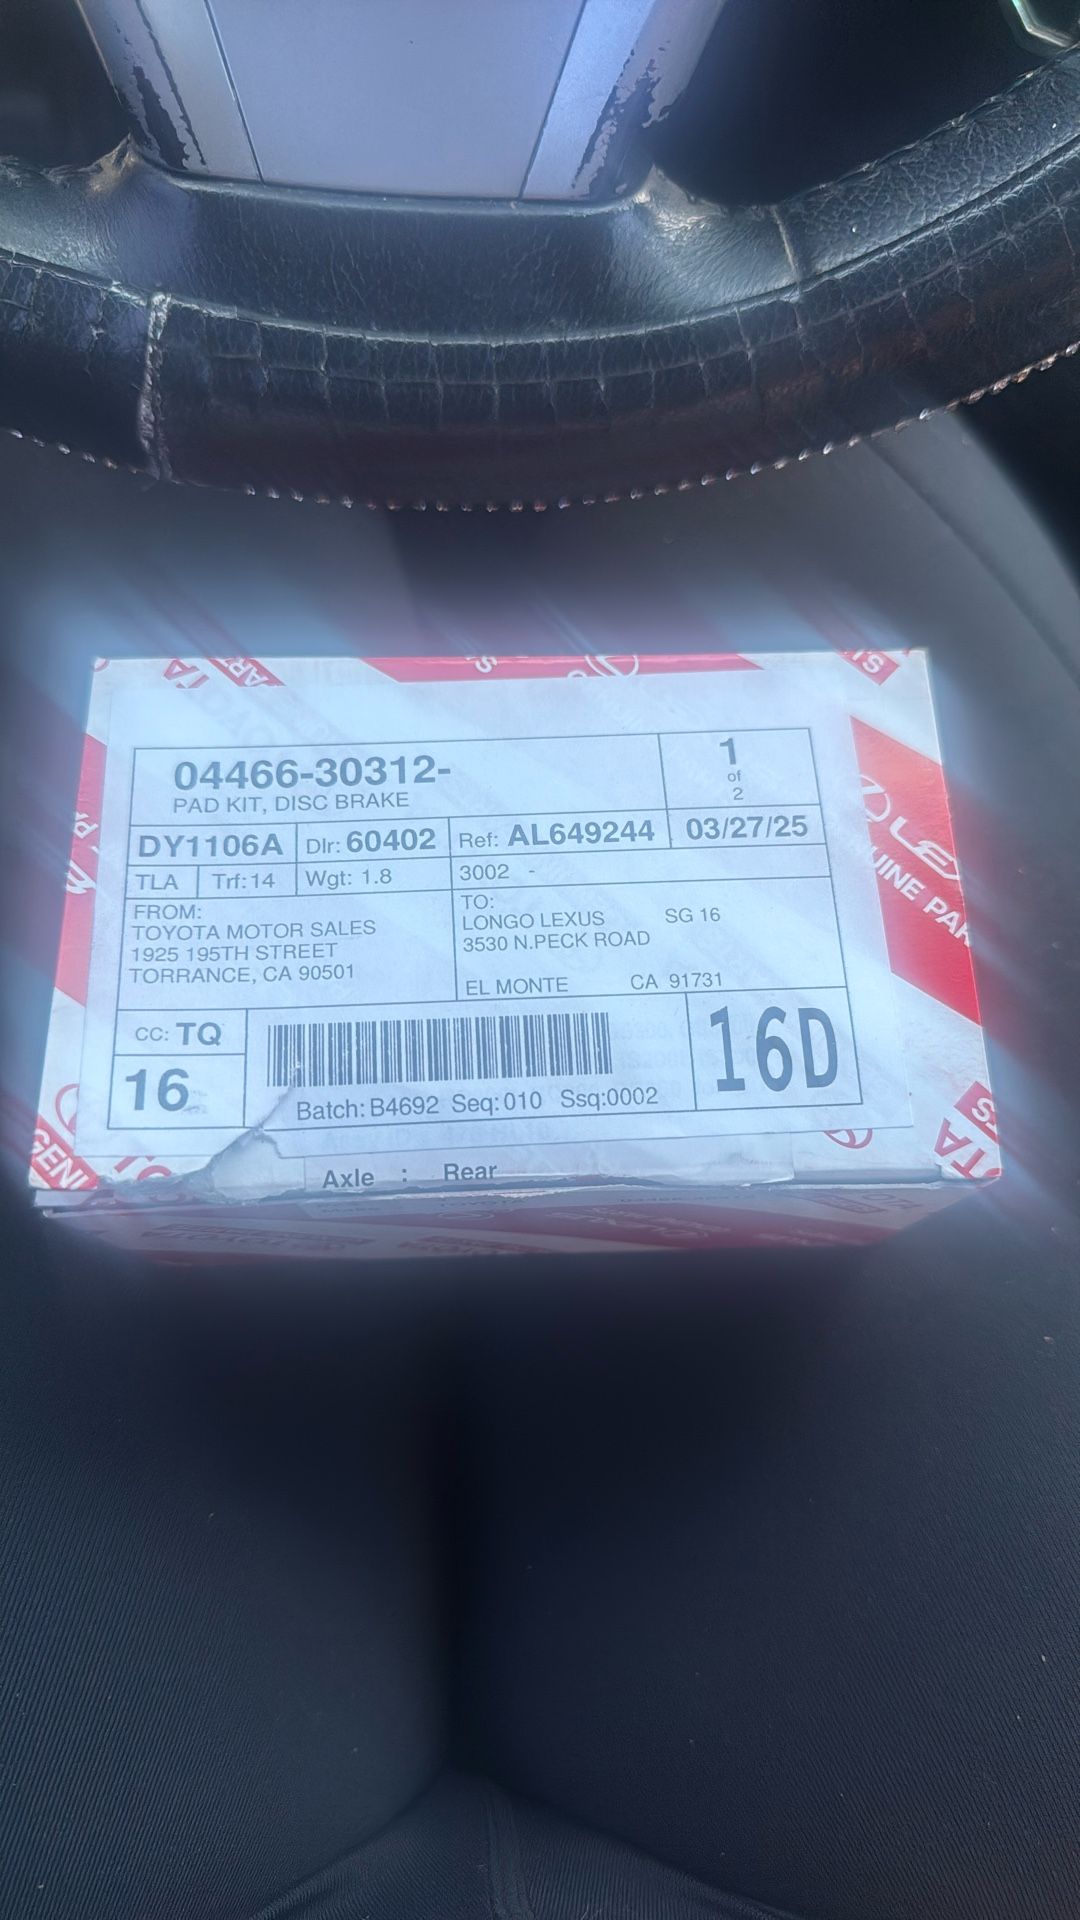 04466-30312-
PAD KIT, DISC BRAKE
1
of
2
DY1106A
Dlr: 60402
Ref: AL649244
03/27/25
TLA
Trf: 14
Wgt: 1.8
3002 -
FROM:
TOYOTA MOTOR SALES
1925 195TH STREET
TORRANCE, CA 90501
TO:
LONGO LEXUS SG 16
3530 N.PECK ROAD
EL MONTE CA 91731
CC: TQ
16
Batch: B4692 Seq: 010 Ssq:0002
16D
Axle : Rear